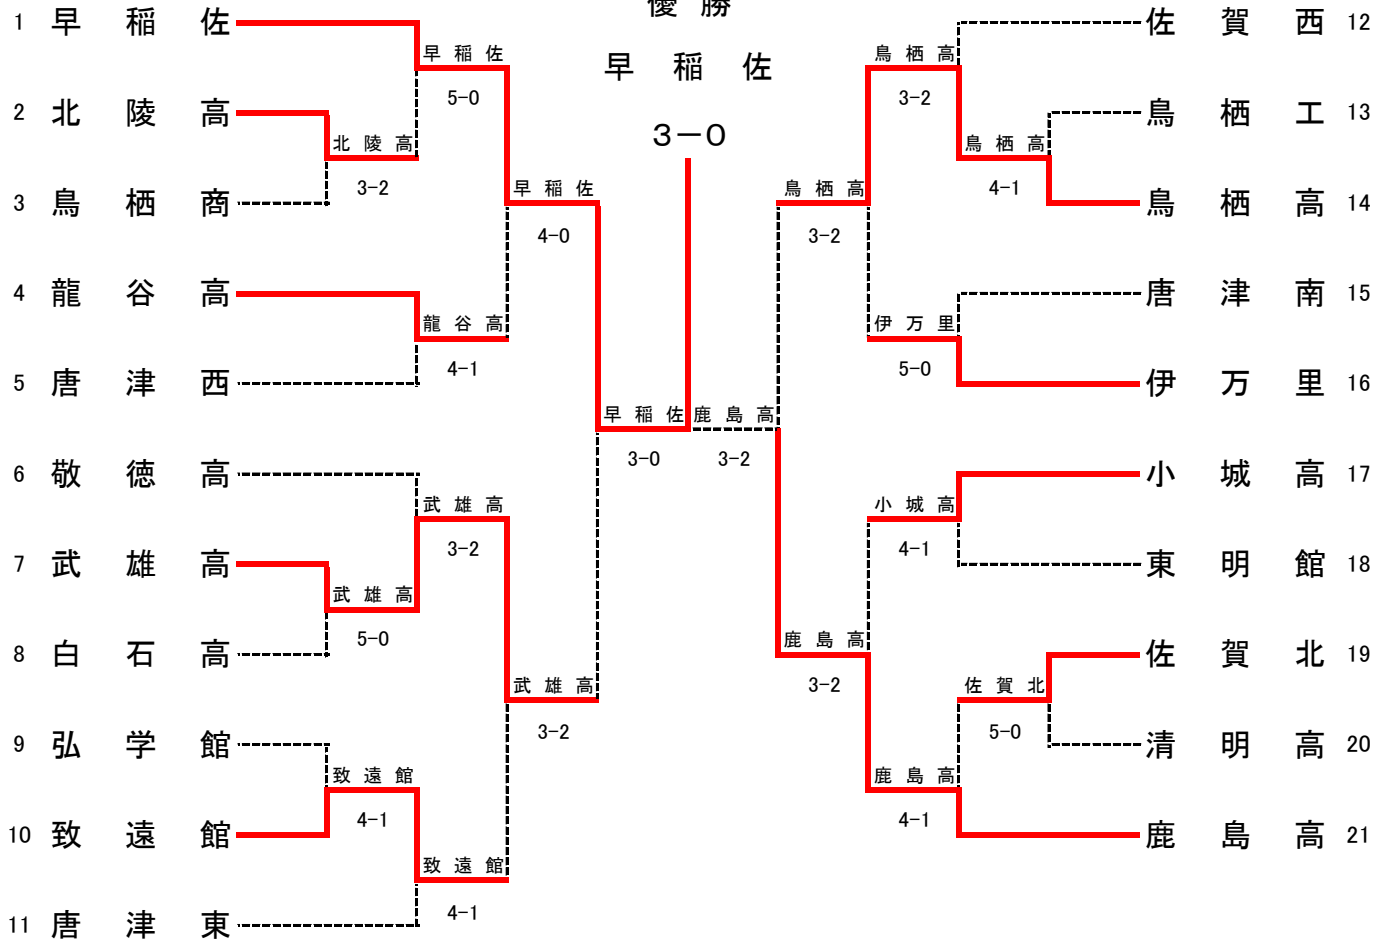 優勝
早稲佐
3-0
1 早稲佐
2 北陵高
3 鳥栖商
4 龍谷高
5 唐津西
6 敬徳高
7 武雄高
8 白石高
9 弘学館
10 致遠館
11 唐津東
北陵高
3-2
武雄高
5-0
致遠館
4-1
早稲佐
5-0
龍谷高
4-1
武雄高
3-2
致遠館
4-1
早稲佐
4-0
武雄高
3-2
早稲佐
3-0
鹿島高
3-2
鳥栖高
3-2
鹿島高
3-2
鳥栖高
3-2
伊万里
5-0
小城高
4-1
鹿島高
4-1
鳥栖高
4-1
佐賀北
5-0
佐賀西 12
鳥栖工 13
鳥栖高 14
唐津南 15
伊万里 16
小城高 17
東明館 18
佐賀北 19
清明高 20
鹿島高 21